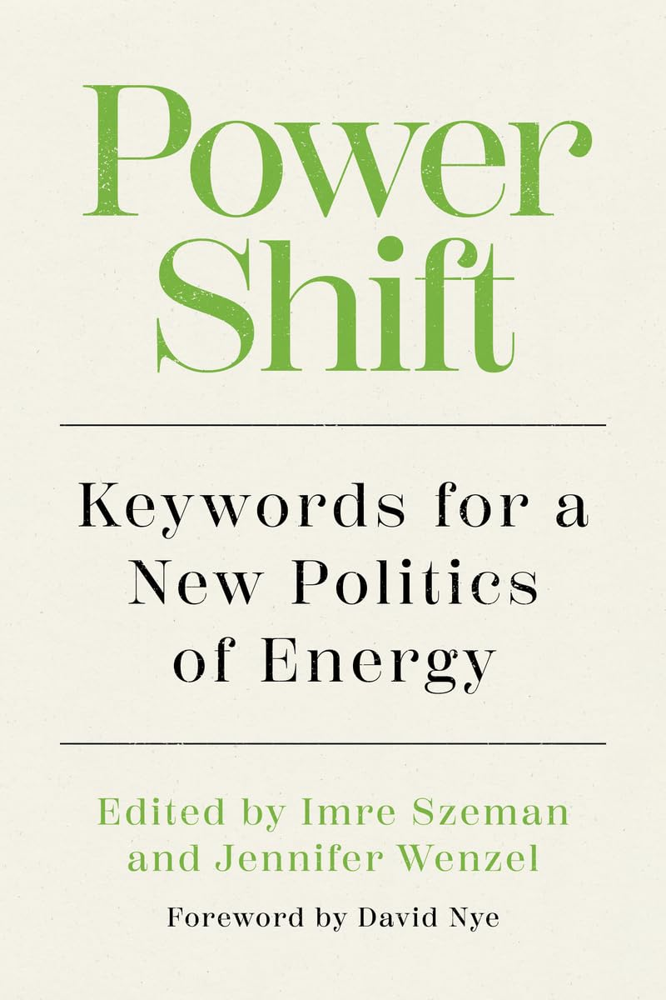 Power
Shift
Keywords for a
New Politics
of Energy
Edited by Imre Szeman
and Jennifer Wenzel
Foreword by David Nye